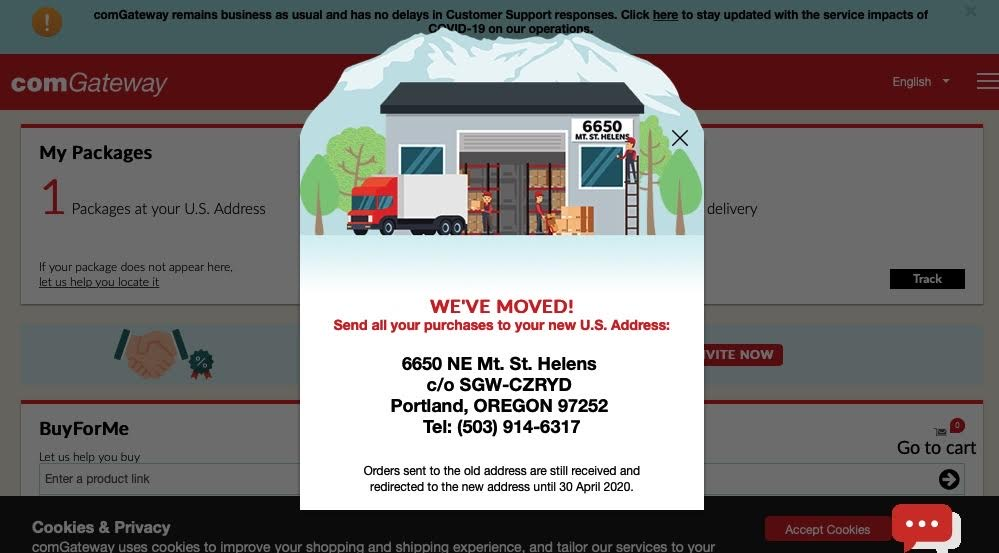 comGateway remains business as usual and has no delays in Customer Support responses. Click here to stay updated with the service impacts of
COVID-19 on our operations.
comGateway
English
6650
MT. ST. HELENS
My Packages
1 Packages at your U.S. Address
delivery
If your package does not appear here,
let us help you locate it
Track
WE'VE MOVED!
Send all your purchases to your new U.S. Address:
6650 NE Mt. St. Helens
c/o SGW-CZRYD
Portland, OREGON 97252
Tel: (503) 914-6317
Orders sent to the old address are still received and
redirected to the new address until 30 April 2020.
VITE NOW
BuyForMe
Let us help you buy
Enter a product link
0
Go to cart
Cookies & Privacy
comGateway uses cookies to improve your shopping and shipping experience, and tailor our services to your
Accept Cookies